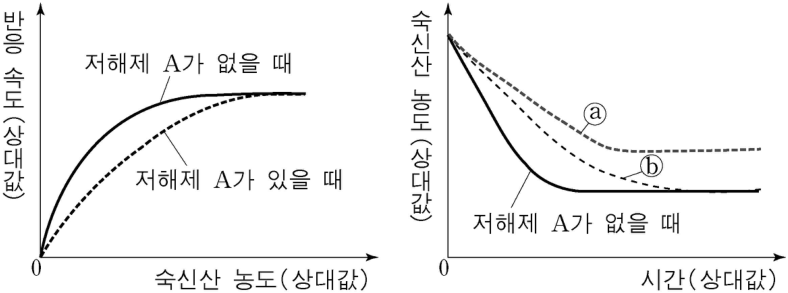 반응 속도(상대값)
저해제 A가 없을 때
저해제 A가 있을 때
0
숙신산 농도(상대값)
숙신산 농도(상대값)
ⓐ
ⓑ
저해제 A가 없을 때
0
시간(상대값)